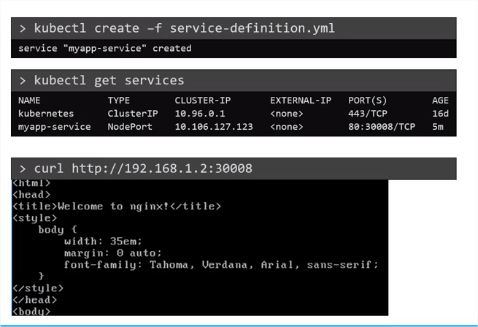 > kubectl create –f service-definition.yml
service "myapp-service" created
> kubectl get services
NAME TYPE CLUSTER-IP EXTERNAL-IP PORT(S) AGE
kubernetes ClusterIP 10.96.0.1 <none> 443/TCP 16d
myapp-service NodePort 10.106.127.123 <none> 80:30008/TCP 5m
> curl http://192.168.1.2:30008
<html>
<head>
<title>Welcome to nginx!</title>
<style>
body {
width: 35em;
margin: 0 auto;
font-family: Tahoma, Verdana, Arial, sans-serif;
}
</style>
</head>
<body>